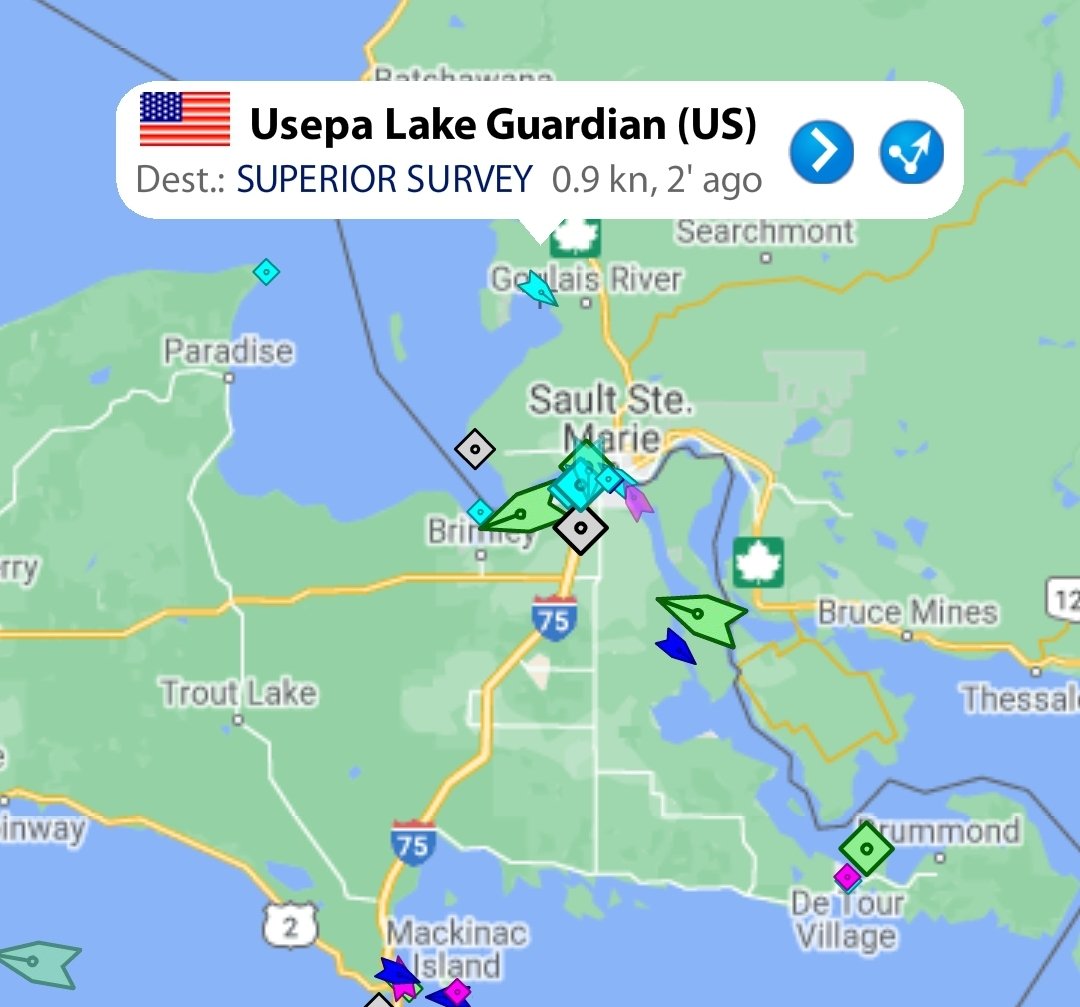 Batchawana
Usepa Lake Guardian (US)
Dest.: SUPERIOR SURVEY 0.9 kn, 2' ago
Searchmont
Goulais River
Paradise
Sault Ste.
Marie
Brimley
rry
75
12
Bruce Mines
Trout Lake
Thessal
e
inway
75
Drummond
2
De Tour
Village
Mackinac
Island